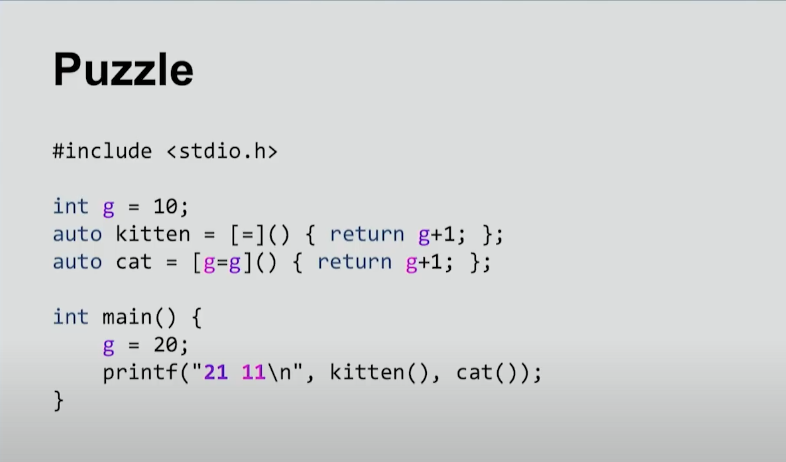 Puzzle
#include <stdio.h>
int g = 10;
auto kitten = [=]() { return g+1; };
auto cat = [g=g]() { return g+1; };
int main() {
g = 20;
printf("21 11\n", kitten(), cat());
}